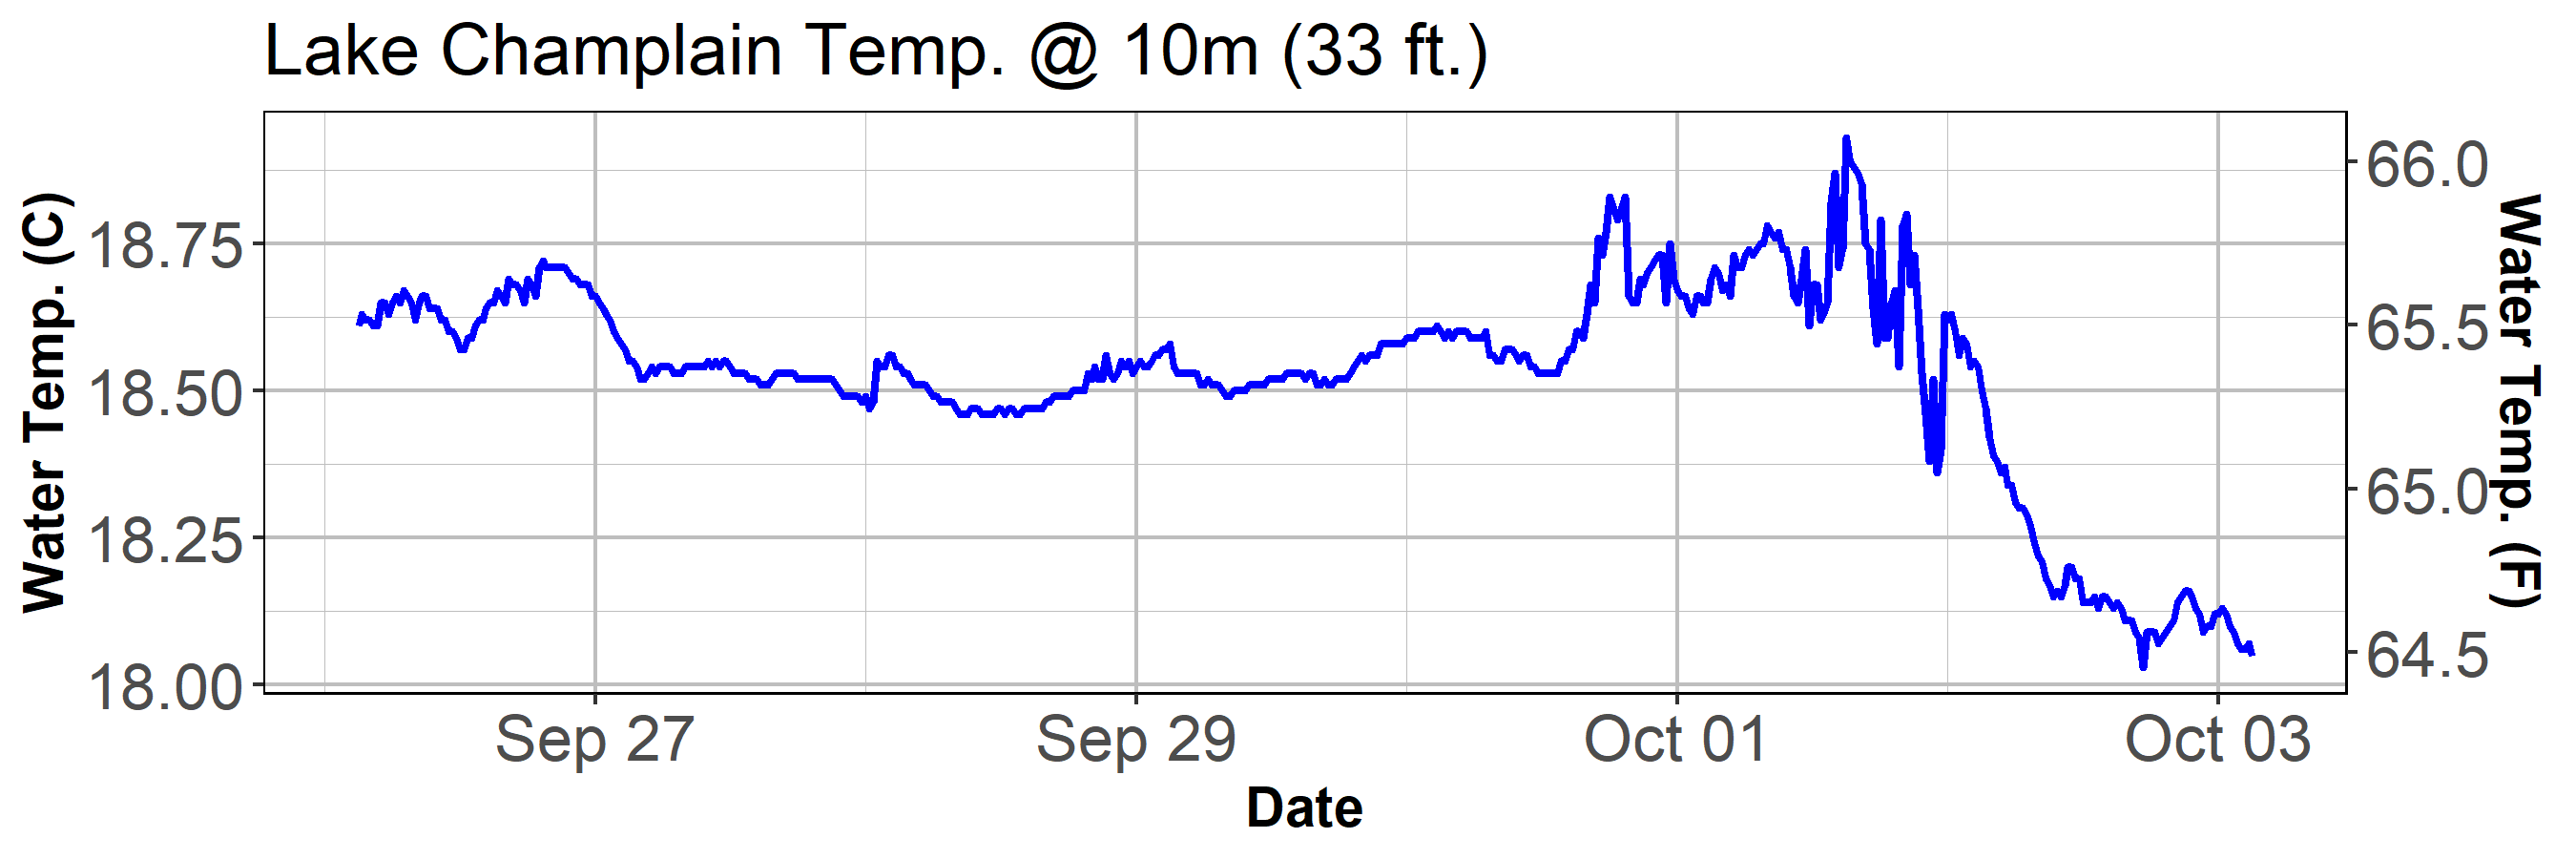 Lake Champlain Temp. @ 10m (33 ft.)
Water Temp. (C)
18.75
18.50
18.25
18.00
66.0
65.5
65.0
64.5
Water Temp. (F)
Sep 27
Sep 29
Oct 01
Oct 03
Date